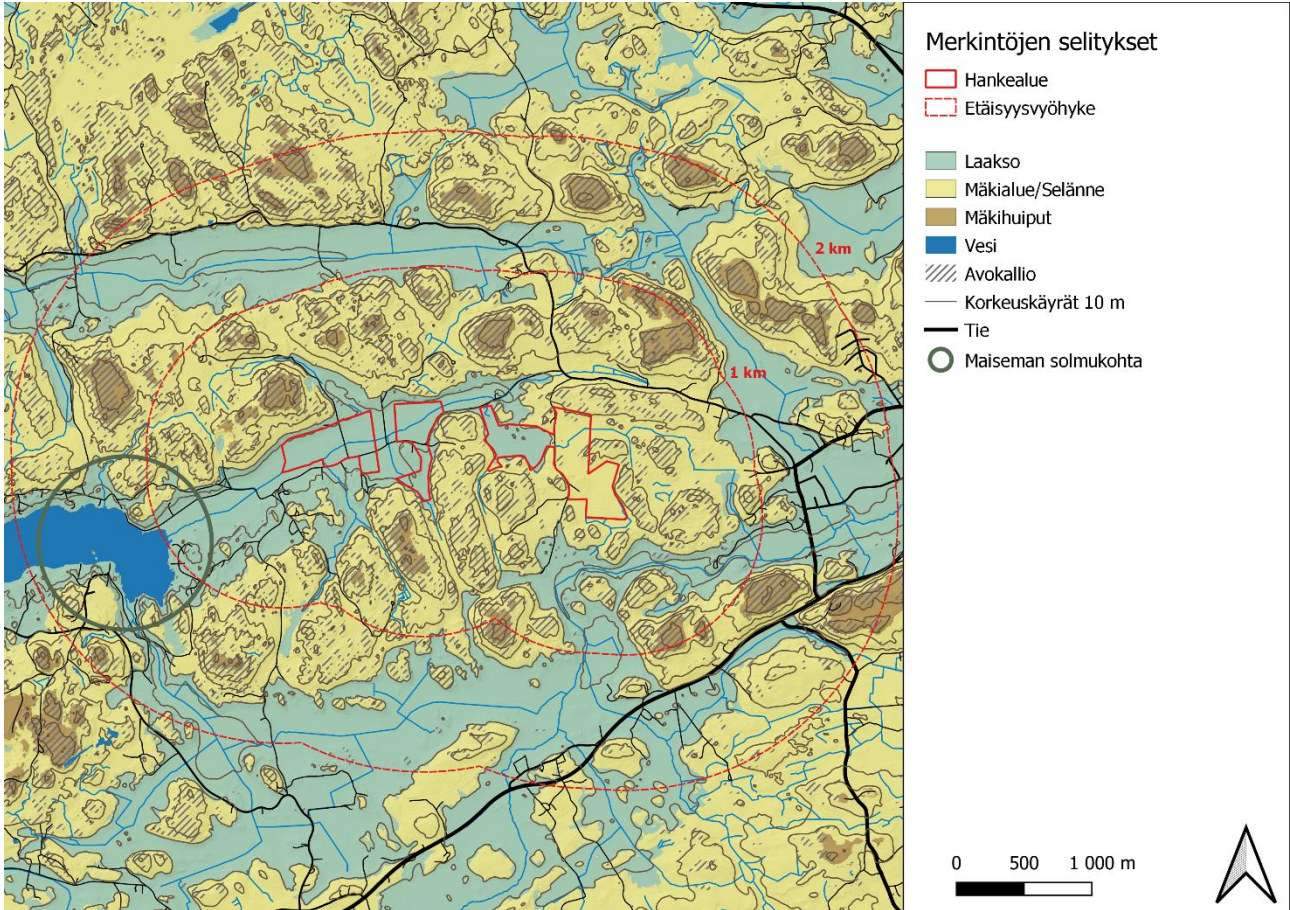 Merkintöjen selitykset
Hankealue
Etäisyysvyöhyke
Laakso
Mäkialue/Selänne
Mäkihuiput
Vesi
Avokallio
Korkeuskäyrät 10 m
Tie
Maiseman solmukohta
2 km
1 km
0 500 1 000 m